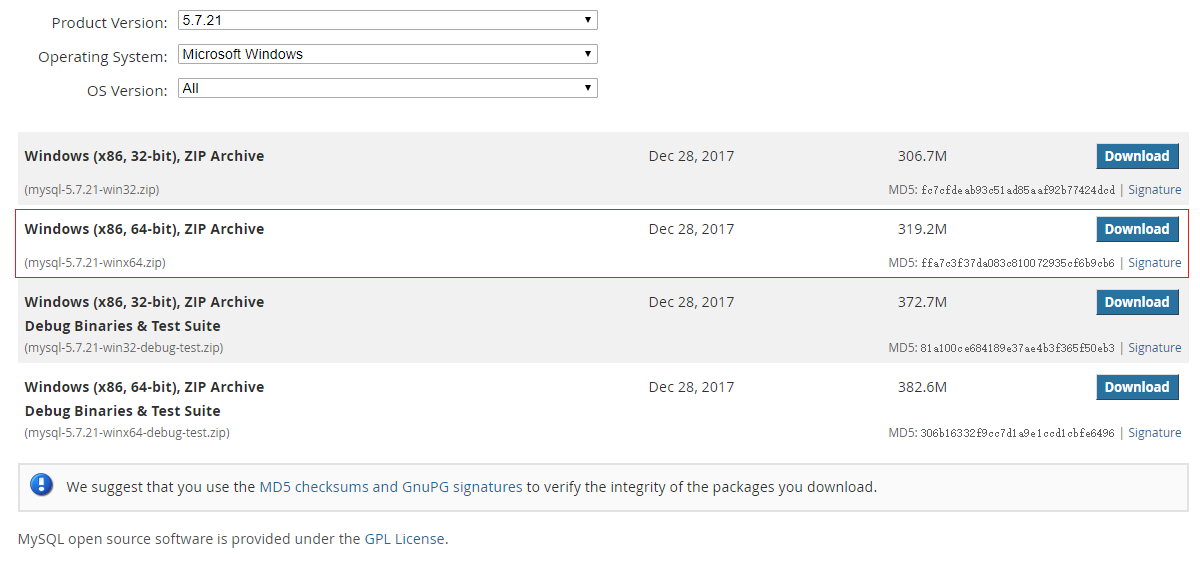 Product Version: 5.7.21
Operating System: Microsoft Windows
OS Version: All
Windows (x86, 32-bit), ZIP Archive Dec 28, 2017 306.7M Download
(mysql-5.7.21-win32.zip) MD5: fc7cfdeab93c51ad85aaf92b77424dcd | Signature
Windows (x86, 64-bit), ZIP Archive Dec 28, 2017 319.2M Download
(mysql-5.7.21-winx64.zip) MD5: ffa7c3f37da083c810072935cf6b9cb6 | Signature
Windows (x86, 32-bit), ZIP Archive Dec 28, 2017 372.7M Download
Debug Binaries & Test Suite
(mysql-5.7.21-win32-debug-test.zip) MD5: 81a100ce684189e37ae4b3f365f50eb3 | Signature
Windows (x86, 64-bit), ZIP Archive Dec 28, 2017 382.6M Download
Debug Binaries & Test Suite
(mysql-5.7.21-winx64-debug-test.zip) MD5: 306b16332f9cc7d1a9e1ccd1cbfe6496 | Signature
We suggest that you use the MD5 checksums and GnuPG signatures to verify the integrity of the packages you download.
MySQL open source software is provided under the GPL License.